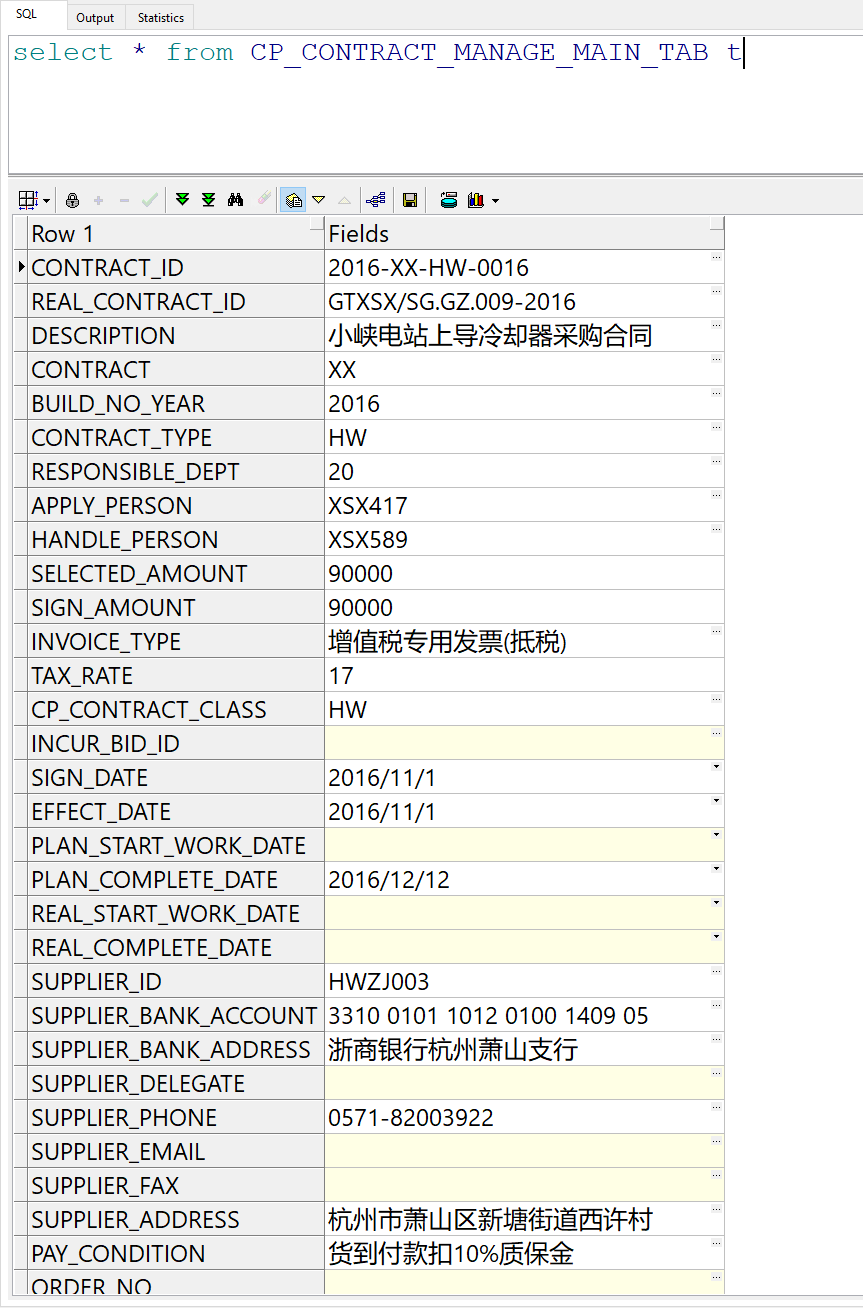 SQL Output Statistics
select * from CP_CONTRACT_MANAGE_MAIN_TAB t
Row 1 Fields
CONTRACT_ID 2016-XX-HW-0016
REAL_CONTRACT_ID GTXSX/SG.GZ.009-2016
DESCRIPTION 小峡电站上导冷却器采购合同
CONTRACT XX
BUILD_NO_YEAR 2016
CONTRACT_TYPE HW
RESPONSIBLE_DEPT 20
APPLY_PERSON XSX417
HANDLE_PERSON XSX589
SELECTED_AMOUNT 90000
SIGN_AMOUNT 90000
INVOICE_TYPE 增值税专用发票(抵税)
TAX_RATE 17
CP_CONTRACT_CLASS HW
INCUR_BID_ID
SIGN_DATE 2016/11/1
EFFECT_DATE 2016/11/1
PLAN_START_WORK_DATE
PLAN_COMPLETE_DATE 2016/12/12
REAL_START_WORK_DATE
REAL_COMPLETE_DATE
SUPPLIER_ID HWZJ003
SUPPLIER_BANK_ACCOUNT 3310 0101 1012 0100 1409 05
SUPPLIER_BANK_ADDRESS 浙商银行杭州萧山支行
SUPPLIER_DELEGATE
SUPPLIER_PHONE 0571-82003922
SUPPLIER_EMAIL
SUPPLIER_FAX
SUPPLIER_ADDRESS 杭州市萧山区新塘街道西许村
PAY_CONDITION 货到付款扣10%质保金
ORDER_NO